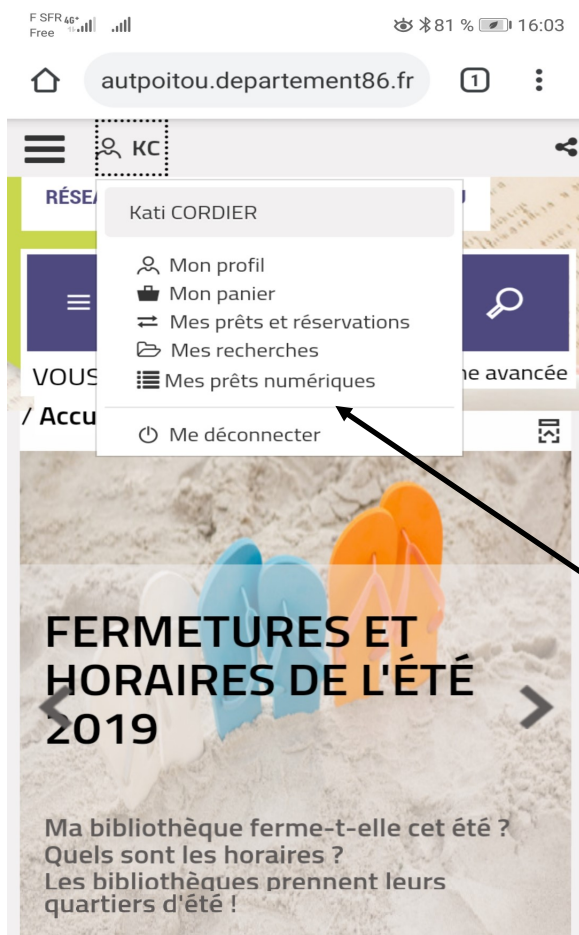 F SFR 4G+
Free
81 % 16:03
autpoitou.departement86.fr 1
KC
RÉSEA
U
Kati CORDIER
Mon profil
Mon panier
Mes prêts et réservations
Mes recherches
Mes prêts numériques
Me déconnecter
VOUS
ne avancée
/ Accu
FERMETURES ET
HORAIRES DE L'ÉTÉ
2019
Ma bibliothèque ferme-t-elle cet été ?
Quels sont les horaires ?
Les bibliothèques prennent leurs
quartiers d'été !